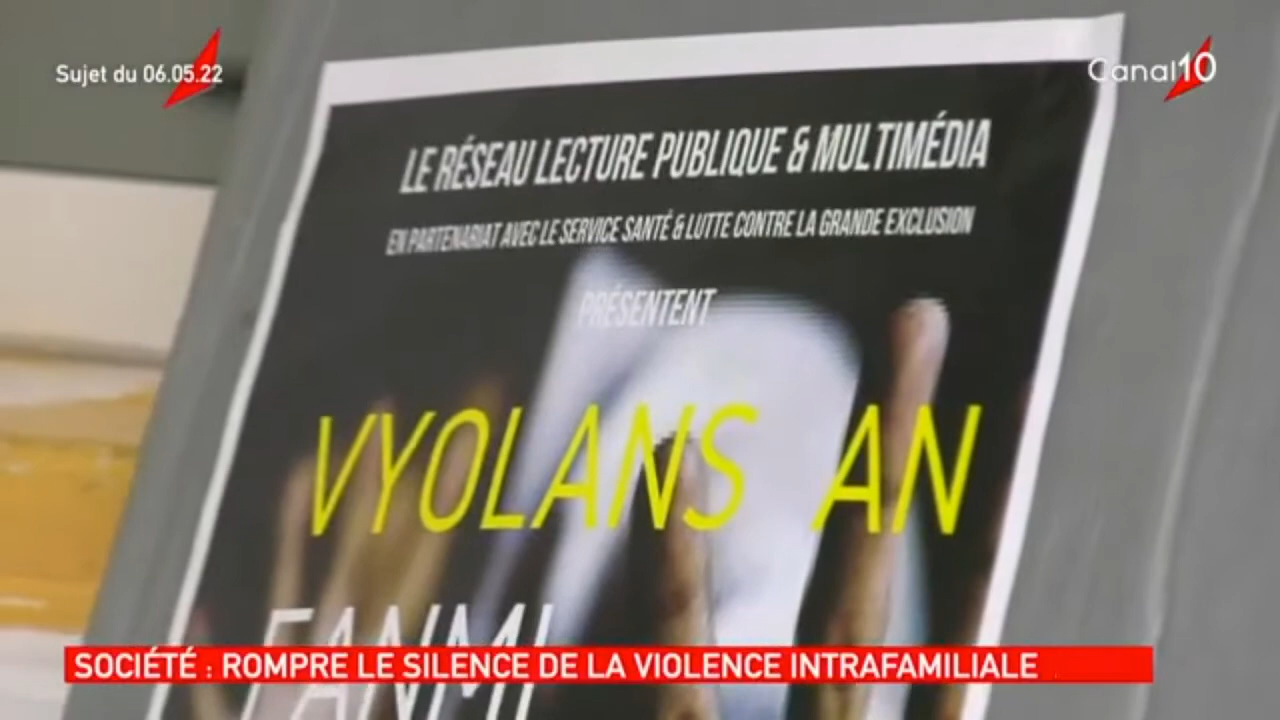 Sujet du 06.05.22
Canal10
LE RÉSEAU LECTURE PUBLIQUE & MULTIMÉDIA
EN PARTENARIAT AVEC LE SERVICE SANTÉ & LUTTE CONTRE LA GRANDE EXCLUSION
PRÉSENTENT
VYOLANS AN
FANMI
SOCIÉTÉ : ROMPRE LE SILENCE DE LA VIOLENCE INTRAFAMILIALE